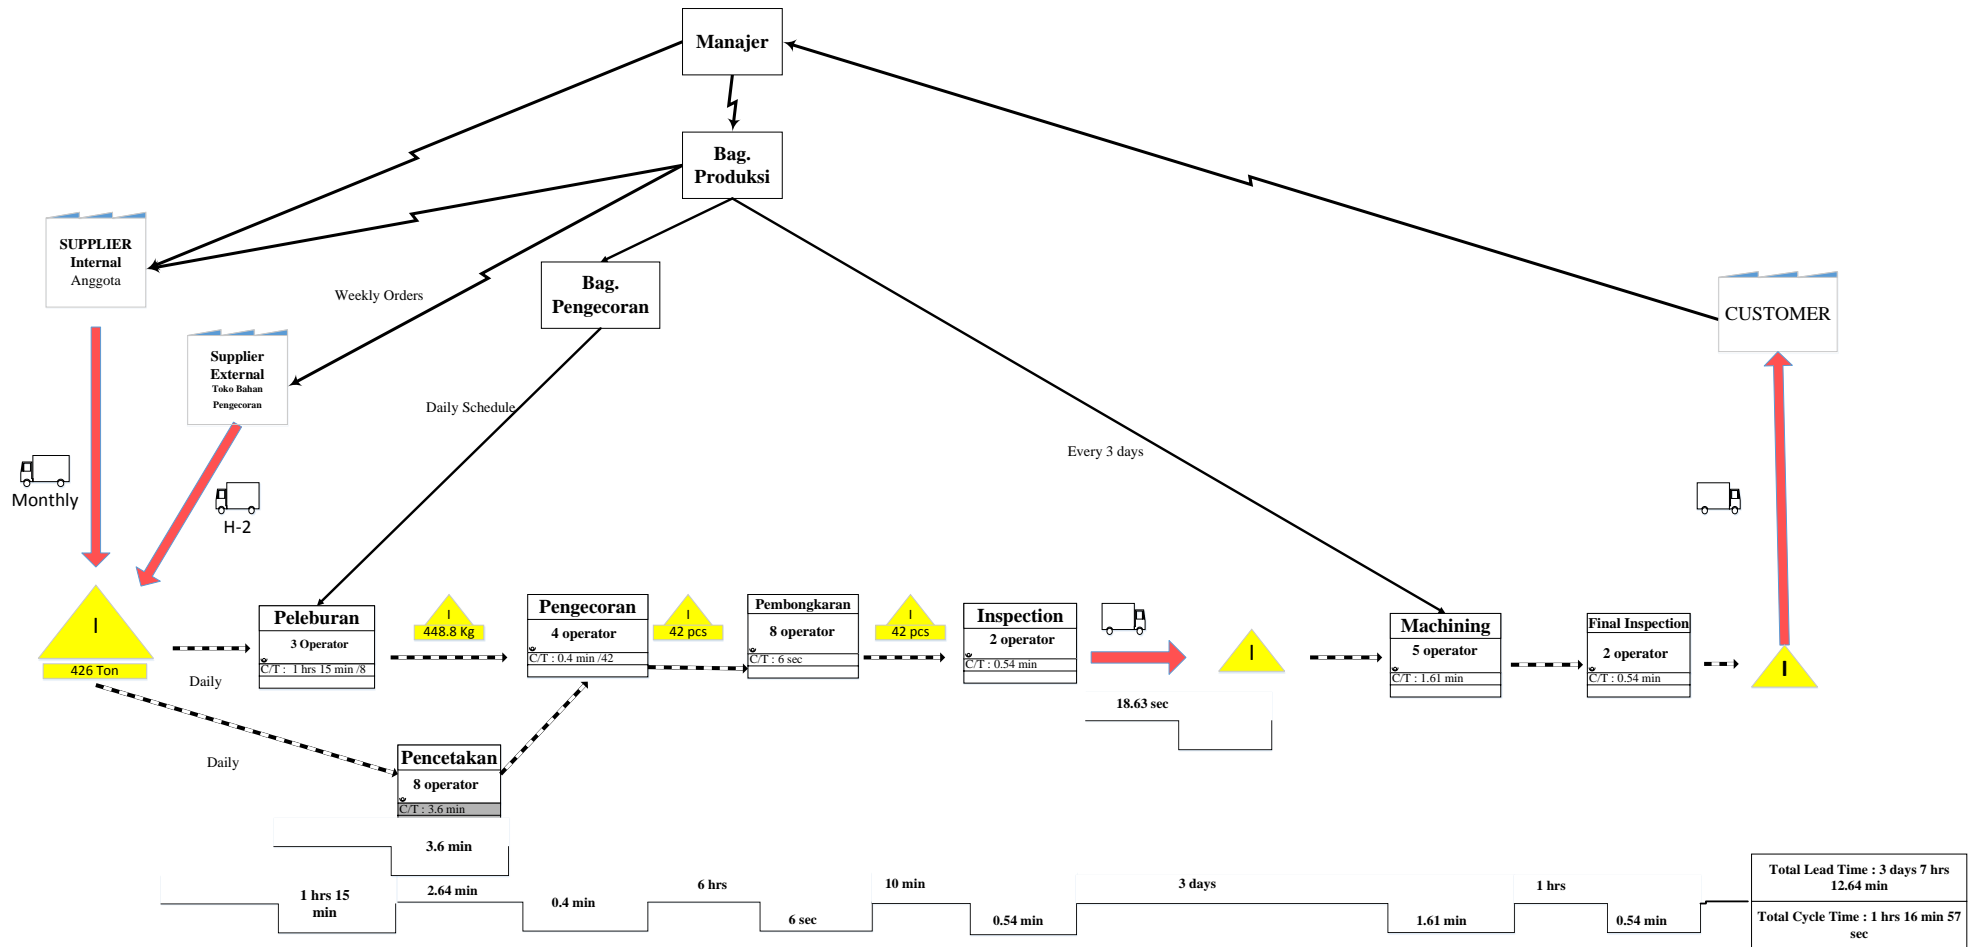 Manajer
Bag.
Produksi
SUPPLIER
Internal
Anggota
Weekly Orders
Bag.
Pengecoran
CUSTOMER
Supplier
External
Toko Bahan
Pengecoran
Daily Schedule
Every 3 days
Monthly
H-2
I
426 Ton
Daily
Daily
Peleburan
3 Operator
C/T : 1 hrs 15 min /8
I
448.8 Kg
Pengecoran
4 operator
C/T : 0.4 min /42
I
42 pcs
Pembongkaran
8 operator
C/T : 6 sec
I
42 pcs
Inspection
2 operator
C/T : 0.54 min
I
18.63 sec
Machining
5 operator
C/T : 1.61 min
Final Inspection
2 operator
C/T : 0.54 min
I
Pencetakan
8 operator
C/T : 3.6 min
3.6 min
1 hrs 15
min
2.64 min
0.4 min
6 hrs
6 sec
10 min
0.54 min
3 days
1.61 min
1 hrs
0.54 min
Total Lead Time : 3 days 7 hrs
12.64 min
Total Cycle Time : 1 hrs 16 min 57
sec